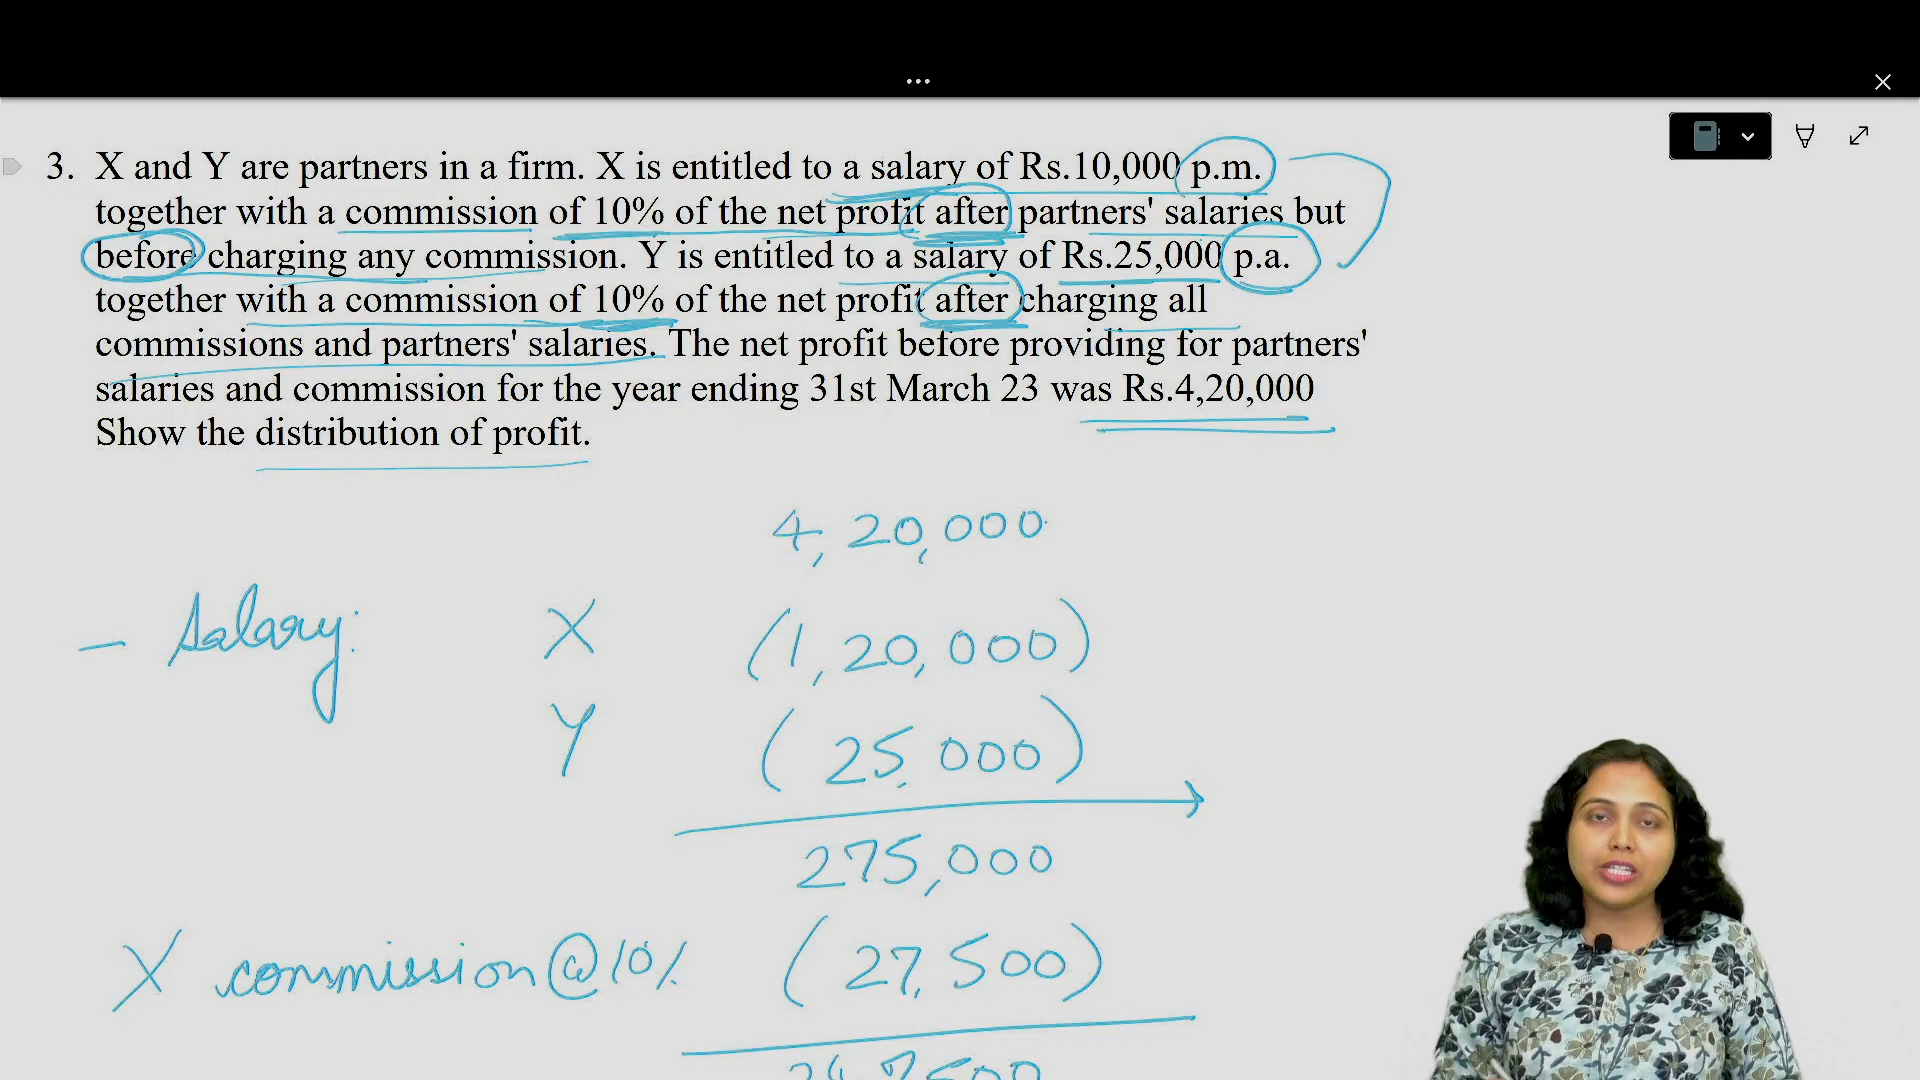 3. X and Y are partners in a firm. X is entitled to a salary of Rs.10,000 p.m.
together with a commission of 10% of the net profit after partners' salaries but
before charging any commission. Y is entitled to a salary of Rs.25,000 p.a.
together with a commission of 10% of the net profit after charging all
commissions and partners' salaries. The net profit before providing for partners'
salaries and commission for the year ending 31st March 23 was Rs.4,20,000
Show the distribution of profit.
4,20,000
- Salary: X (1,20,000)
Y (25,000)
275,000
X commission @ 10% (27,500)
247500